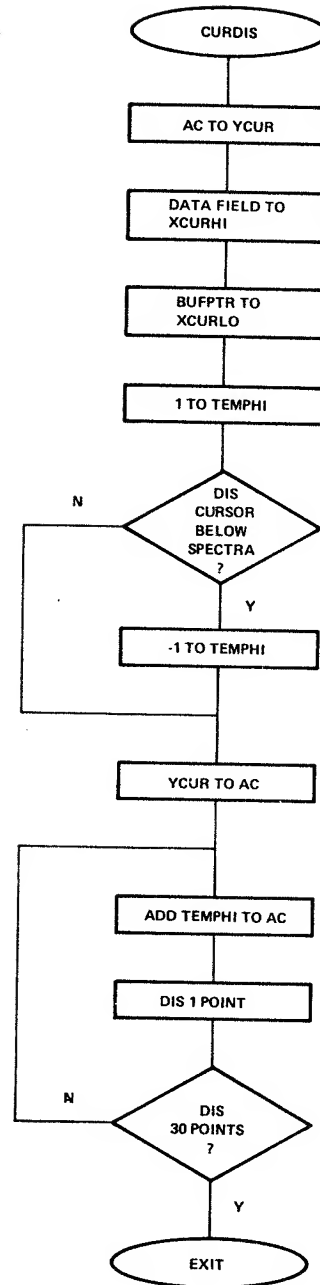 CURDIS
AC TO YCUR
DATA FIELD TO
XCURHI
BUFPTR TO
XCURLO
1 TO TEMPHI
DIS
CURSOR
BELOW
SPECTRA
?
N
Y
-1 TO TEMPHI
YCUR TO AC
ADD TEMPHI TO AC
DIS 1 POINT
DIS
30 POINTS
?
N
Y
EXIT